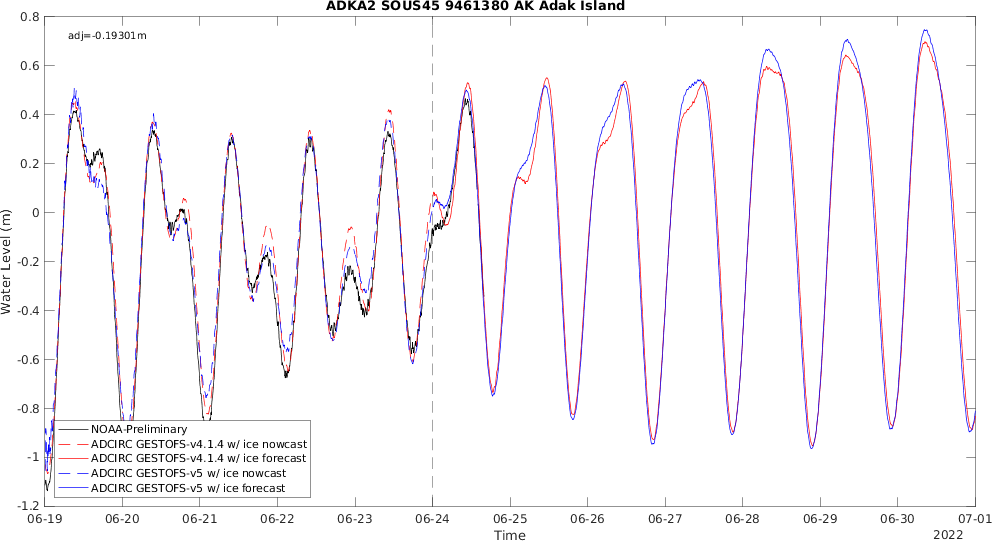 ADKA2 SOUS45 9461380 AK Adak Island
adj=-0.19301m
0.8
0.6
0.4
0.2
0
-0.2
-0.4
-0.6
-0.8
-1
-1.2
Water Level (m)
NOAA-Preliminary
ADCIRC GESTOFS-v4.1.4 w/ ice nowcast
ADCIRC GESTOFS-v4.1.4 w/ ice forecast
ADCIRC GESTOFS-v5 w/ ice nowcast
ADCIRC GESTOFS-v5 w/ ice forecast
06-19 06-20 06-21 06-22 06-23 06-24 06-25 06-26 06-27 06-28 06-29 06-30 07-01
Time
2022